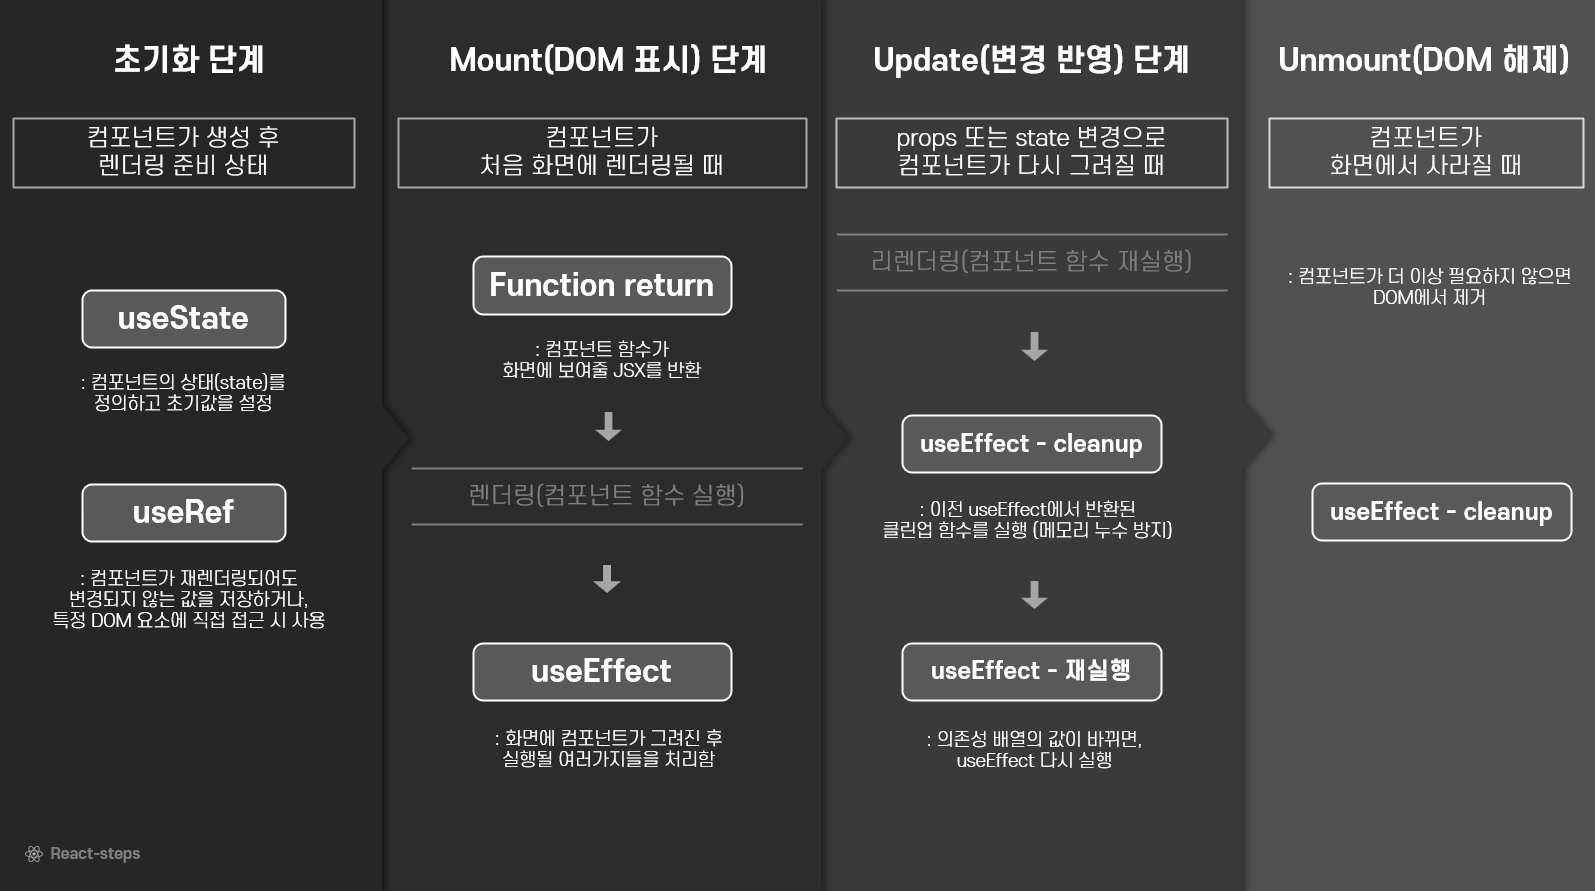 초기화 단계
컴포넌트가 생성 후
렌더링 준비 상태
useState
: 컴포넌트의 상태(state)를
정의하고 초기값을 설정
useRef
: 컴포넌트가 재렌더링되어도
변경되지 않는 값을 저장하거나,
특정 DOM 요소에 직접 접근 시 사용
Mount(DOM 표시) 단계
컴포넌트가
처음 화면에 렌더링될 때
Function return
: 컴포넌트 함수가
화면에 보여줄 JSX를 반환
렌더링(컴포넌트 함수 실행)
useEffect
: 화면에 컴포넌트가 그려진 후
실행될 여러가지들을 처리함
Update(변경 반영) 단계
props 또는 state 변경으로
컴포넌트가 다시 그려질 때
리렌더링(컴포넌트 함수 재실행)
useEffect - cleanup
: 이전 useEffect에서 반환된
클린업 함수를 실행 (메모리 누수 방지)
useEffect - 재실행
: 의존성 배열의 값이 바뀌면,
useEffect 다시 실행
Unmount(DOM 해제)
컴포넌트가
화면에서 사라질 때
: 컴포넌트가 더 이상 필요하지 않으면
DOM에서 제거
useEffect - cleanup
React-steps